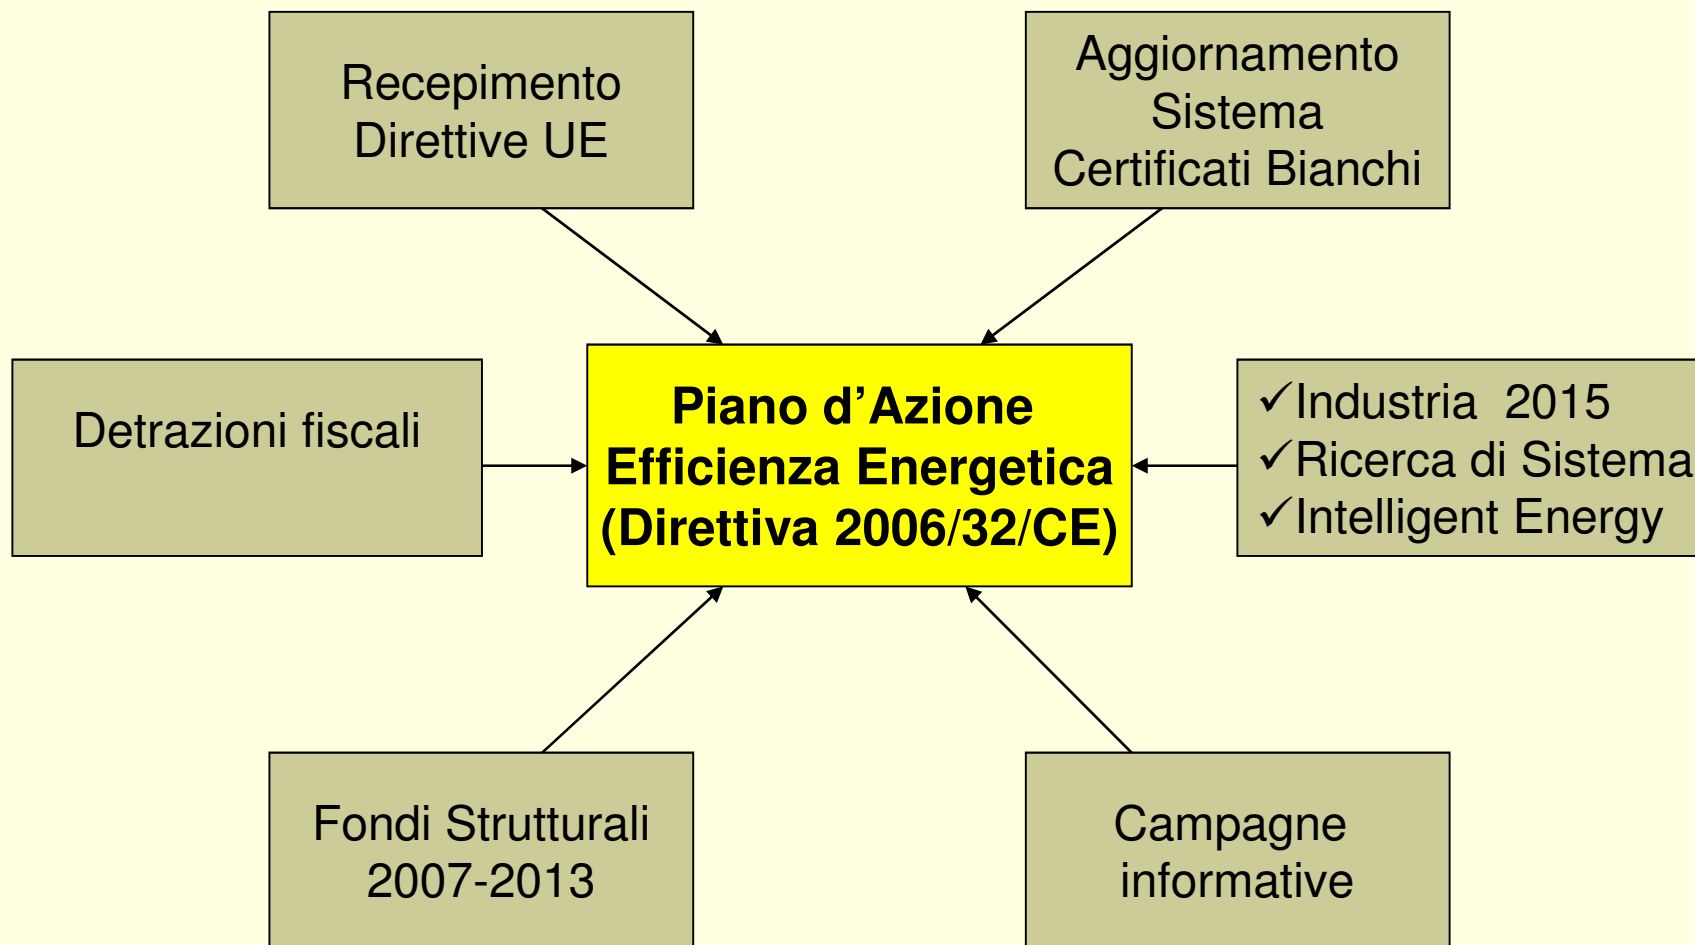 Recepimento
Direttive UE
Aggiornamento
Sistema
Certificati Bianchi
Detrazioni fiscali
Piano d’Azione
Efficienza Energetica
(Direttiva 2006/32/CE)
✓Industria 2015
✓Ricerca di Sistema
✓Intelligent Energy
Fondi Strutturali
2007-2013
Campagne
informative